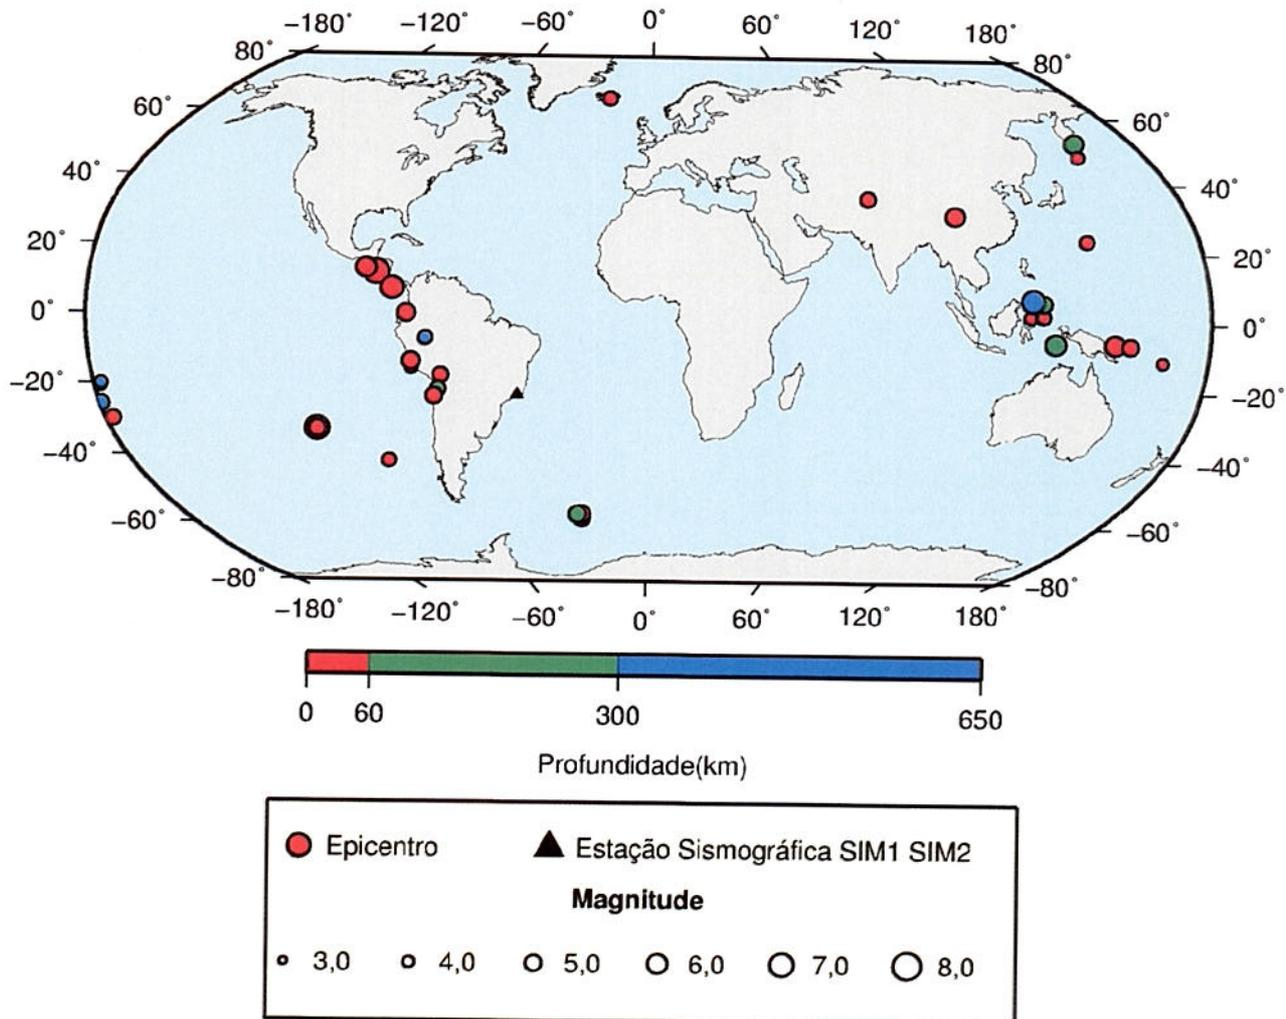 −180° −120° −60° 0° 60° 120° 180°
80° 80°
60° 60°
40° 40°
20° 20°
0° 0°
−20° −20°
−40° −40°
−60° −60°
−80° −80°
−180° −120° −60° 0° 60° 120° 180°
0 60 300 650
Profundidade(km)
Epicentro Estação Sismográfica SIM1 SIM2
Magnitude
3,0 4,0 5,0 6,0 7,0 8,0